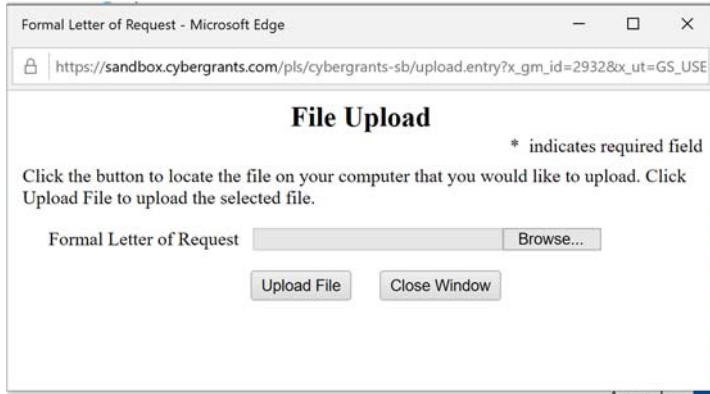 Formal Letter of Request - Microsoft Edge
https://sandbox.cybergrants.com/pls/cybergrants-sb/upload.entry?x_gm_id=2932&x_ut=GS_USE
File Upload
* indicates required field
Click the button to locate the file on your computer that you would like to upload. Click
Upload File to upload the selected file.
Formal Letter of Request Browse...
Upload File Close Window